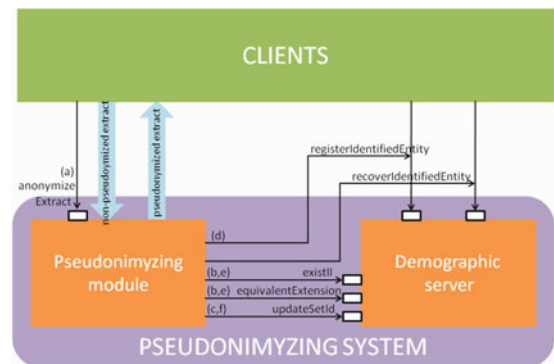 CLIENTS
(a)
anonymize
Extract
non-pseudoymized extract
pseudonymized extract
registerIdentifiedEntity
recoverIdentifiedEntity
(d)
Pseudonimyzing
module
(b,e) existII
(b,e) equivalentExtension
(c,f) updateSetId
Demographic
server
PSEUDONIMYZING SYSTEM